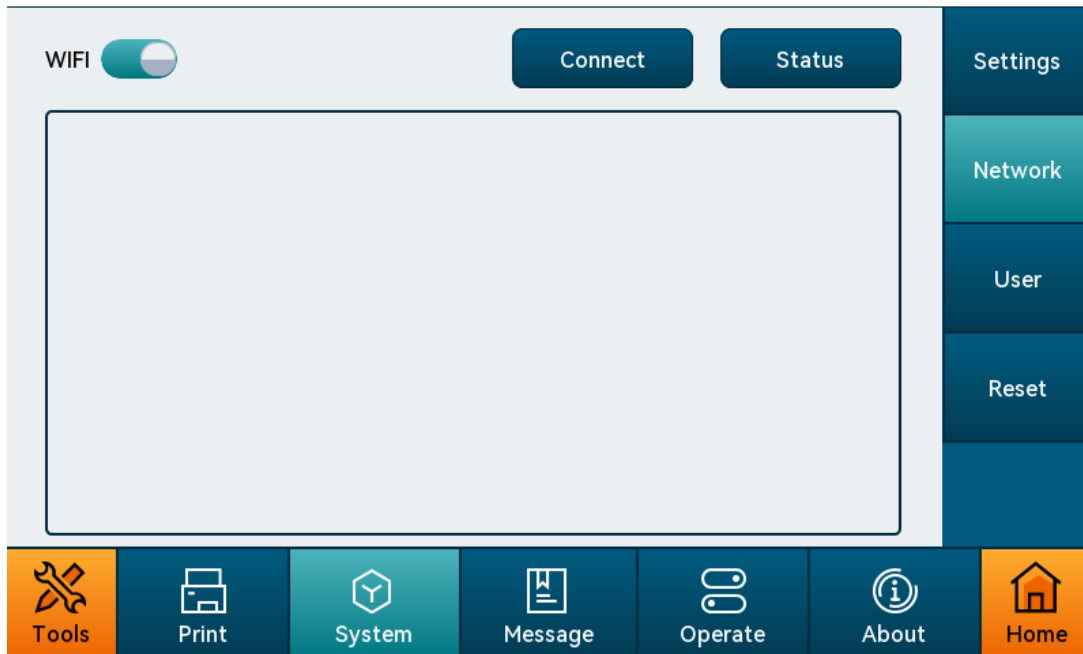 WIFI
Connect
Status
Settings
Network
User
Reset
Tools
Print
System
Message
Operate
About
Home